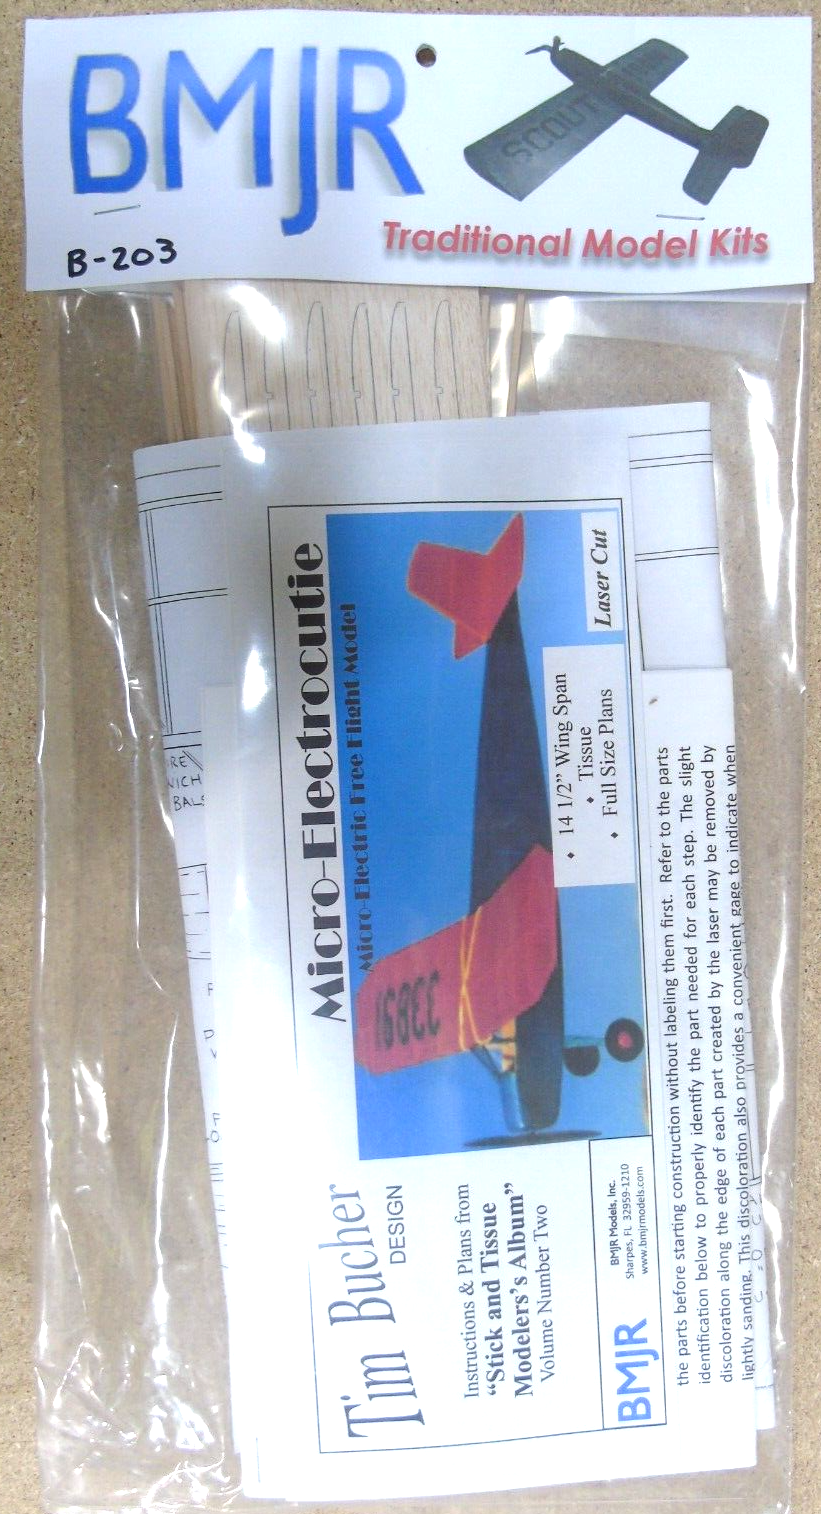 BMJR
SCOUT
Traditional Model Kits
B-203
Micro-Electrocutie
Micro-Electric Free Flight Model
33891
Laser Cut
• 14 1/2” Wing Span
• Tissue
• Full Size Plans
Tim Bucher
DESIGN
Instructions & Plans from
“Stick and Tissue
Modelers’s Album”
Volume Number Two
BMJR
BMJR Models, Inc.
Sharpes, FL 32959-1210
www.bmjrmodels.com
the parts before starting construction without labeling them first. Refer to the parts
identification below to properly identify the part needed for each step. The slight
discoloration along the edge of each part created by the laser may be removed by
lightly sanding. This discoloration also provides a convenient gage to indicate when